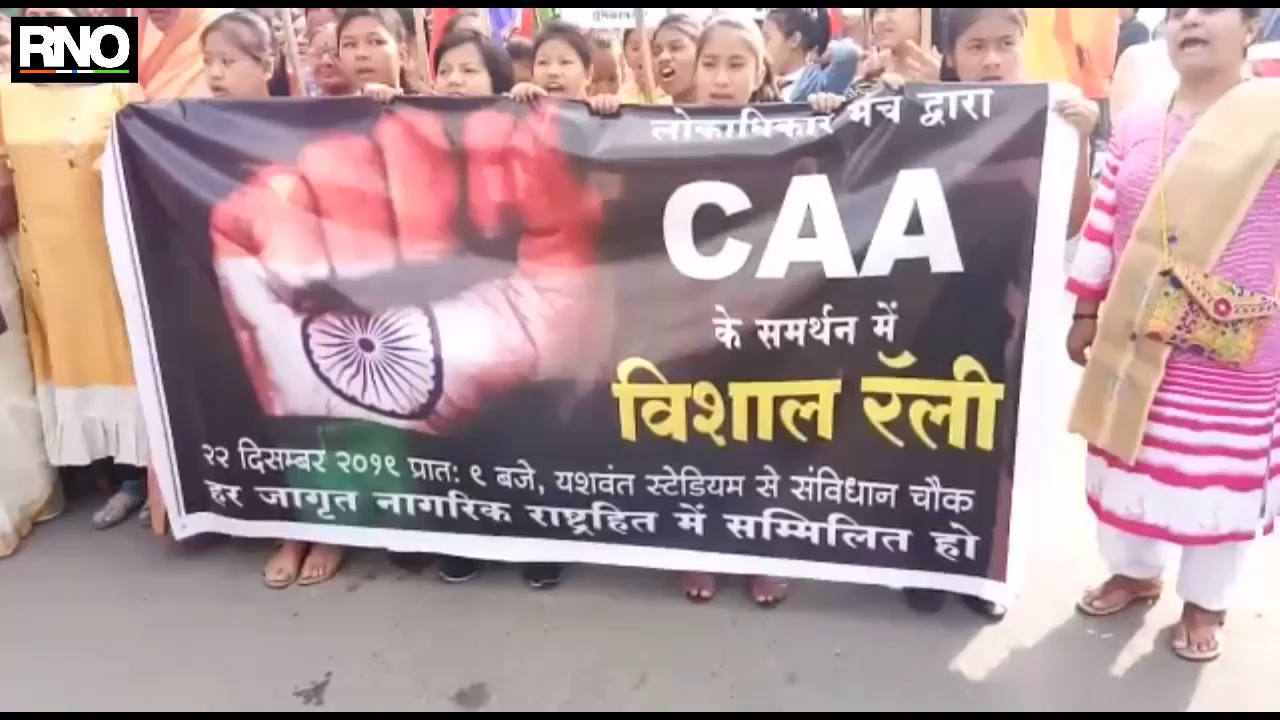 RNO
लोकाधिकार मंच द्वारा
CAA
के समर्थन में
विशाल रॅली
२२ दिसम्बर २०१९ प्रात: ९ बजे, यशवंत स्टेडियम से संविधान चौक
हर जागृत नागरिक राष्ट्रहित में सम्मिलित हो